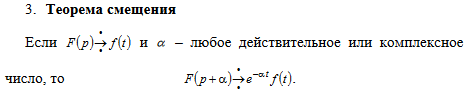 3. Теорема смещения
Если F(p) →̣̇ f(t) и α – любое действительное или комплексное
число, то F(p+α) →̣̇ e^{−αt} f(t).